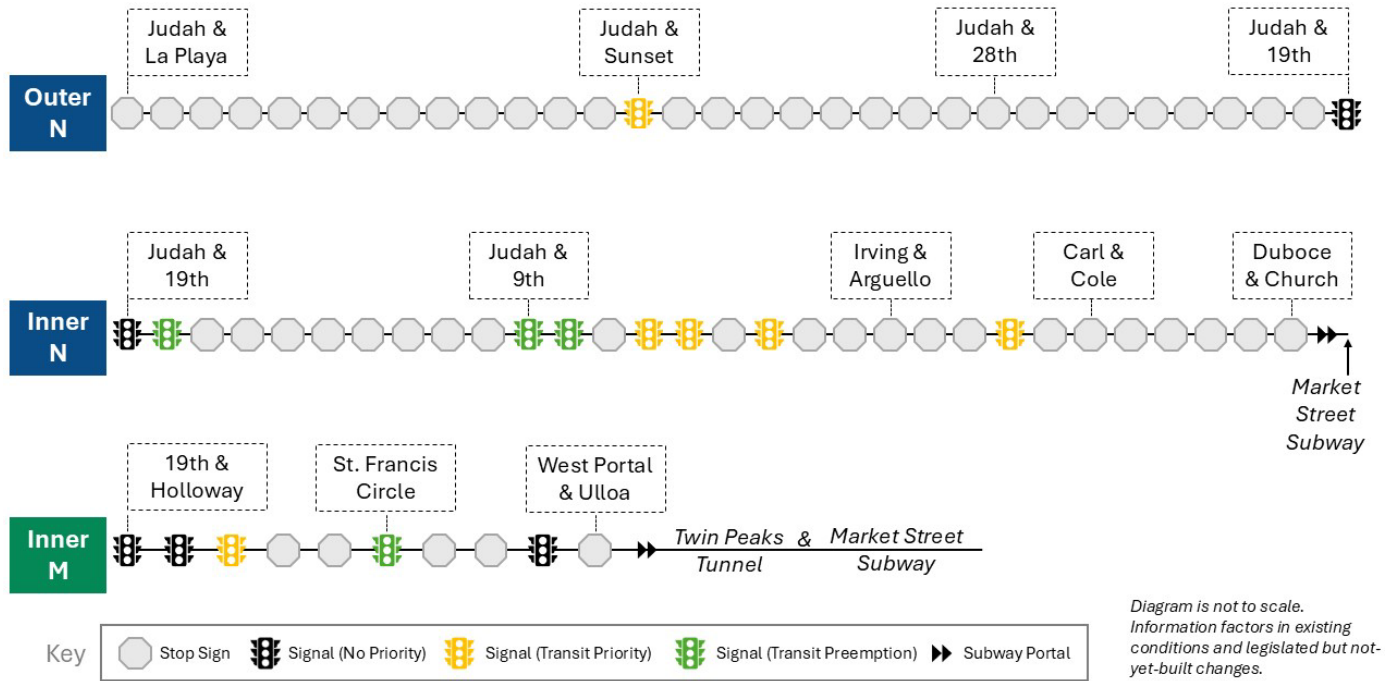 Judah &
La Playa
Judah &
Sunset
Judah &
28th
Judah &
19th
Outer
N
Judah &
19th
Judah &
9th
Irving &
Arguello
Carl &
Cole
Duboce
& Church
Inner
N
Market
Street
Subway
19th &
Holloway
St. Francis
Circle
West Portal
& Ulloa
Inner
M
Twin Peaks & Market Street
Tunnel Subway
Key
Stop Sign
Signal (No Priority)
Signal (Transit Priority)
Signal (Transit Preemption)
Subway Portal
Diagram is not to scale.
Information factors in existing
conditions and legislated but not-
yet-built changes.